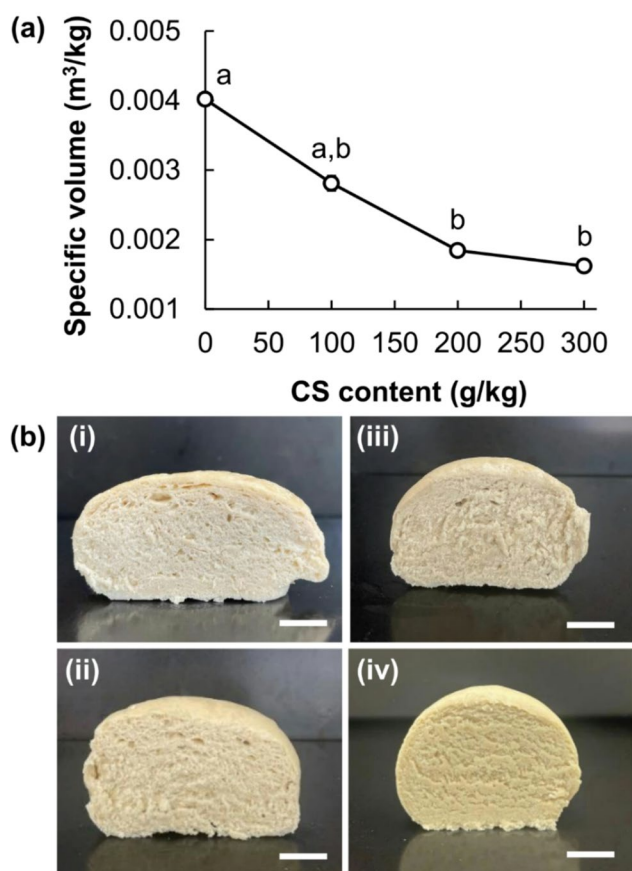 (a)
Specific volume (m³/kg)
0.005
0.004
0.003
0.002
0.001
a
a,b
b
b
0 50 100 150 200 250 300
CS content (g/kg)
(b)
(i)
(iii)
(ii)
(iv)